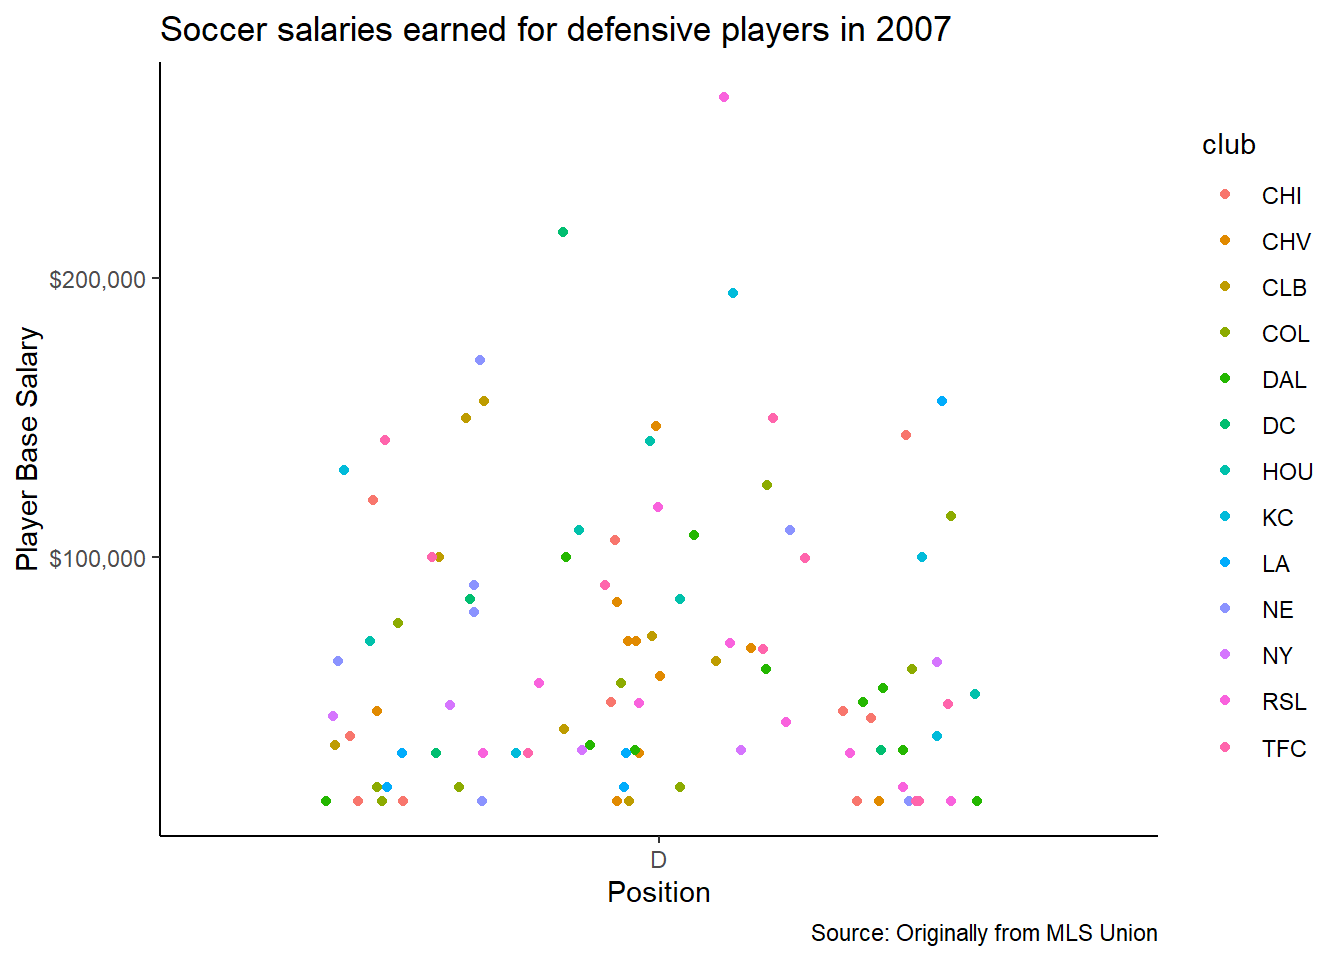 Soccer salaries earned for defensive players in 2007
Player Base Salary
$200,000
$100,000
D
Position
club
CHI
CHV
CLB
COL
DAL
DC
HOU
KC
LA
NE
NY
RSL
TFC
Source: Originally from MLS Union